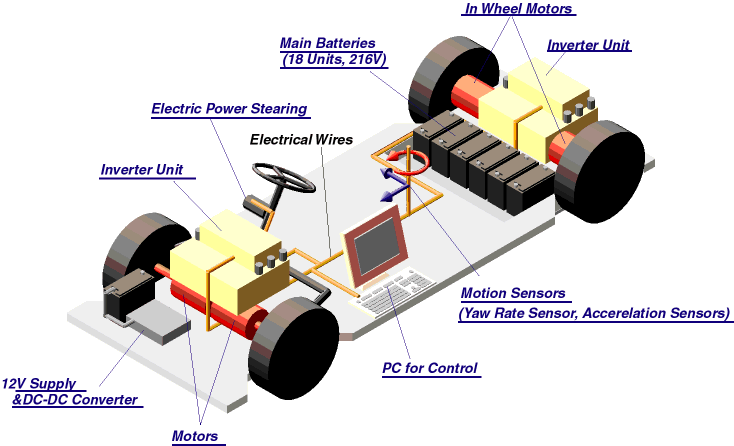 In Wheel Motors
Main Batteries
(18 Units, 216V)
Inverter Unit
Electric Power Stearing
Electrical Wires
Inverter Unit
Motion Sensors
(Yaw Rate Sensor, Accerelation Sensors)
PC for Control
12V Supply
&DC-DC Converter
Motors